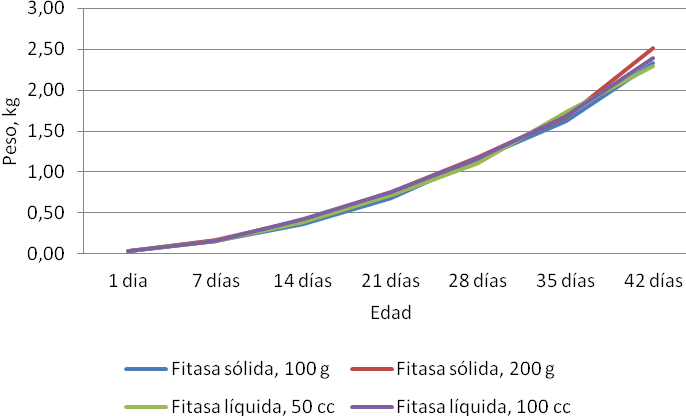 3,00
2,50
2,00
1,50
1,00
0,50
0,00
Peso, kg
1 dia 7 días 14 días 21 días 28 días 35 días 42 días
Edad
Fitasa sólida, 100 g Fitasa sólida, 200 g
Fitasa líquida, 50 cc Fitasa líquida, 100 cc